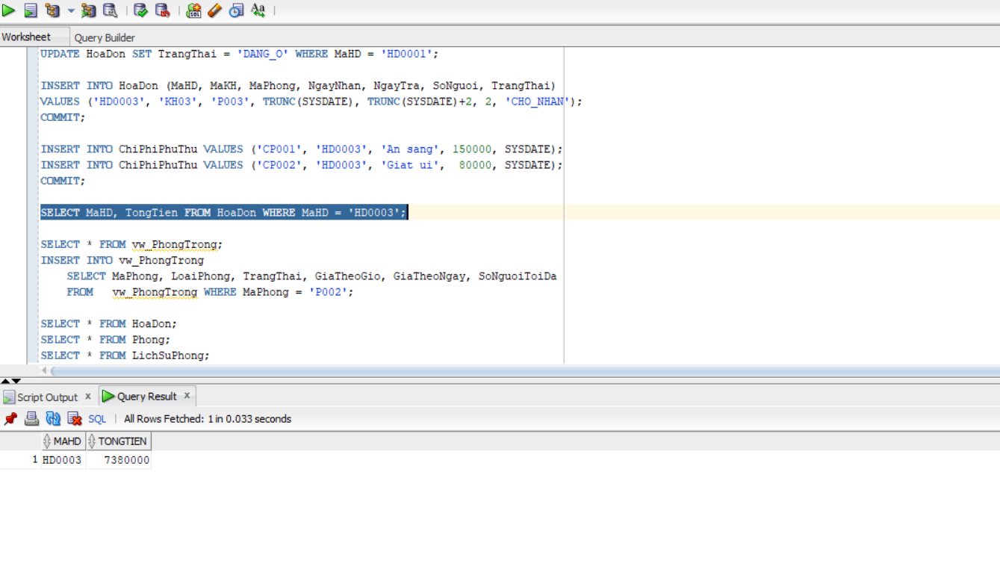 SQL
Aa
Worksheet Query Builder
UPDATE HoaDon SET TrangThai = 'DANG_O' WHERE MaHD = 'HD0001';
INSERT INTO HoaDon (MaHD, MaKH, MaPhong, NgayNhan, NgayTra, SoNguoi, TrangThai)
VALUES ('HD0003', 'KH03', 'P003', TRUNC(SYSDATE), TRUNC(SYSDATE)+2, 2, 'CHO_NHAN');
COMMIT;
INSERT INTO ChiPhiPhuThu VALUES ('CP001', 'HD0003', 'An sang', 150000, SYSDATE);
INSERT INTO ChiPhiPhuThu VALUES ('CP002', 'HD0003', 'Giat ui',  80000, SYSDATE);
COMMIT;
SELECT MaHD, TongTien FROM HoaDon WHERE MaHD = 'HD0003';
SELECT * FROM vw_PhongTrong;
INSERT INTO vw_PhongTrong
    SELECT MaPhong, LoaiPhong, TrangThai, GiaTheoGio, GiaTheoNgay, SoNguoiToiDa
    FROM   vw_PhongTrong WHERE MaPhong = 'P002';
SELECT * FROM HoaDon;
SELECT * FROM Phong;
SELECT * FROM LichSuPhong;
Script Output x Query Result x
SQL | All Rows Fetched: 1 in 0.033 seconds
MAHD TONGTIEN
1 HD0003 7380000